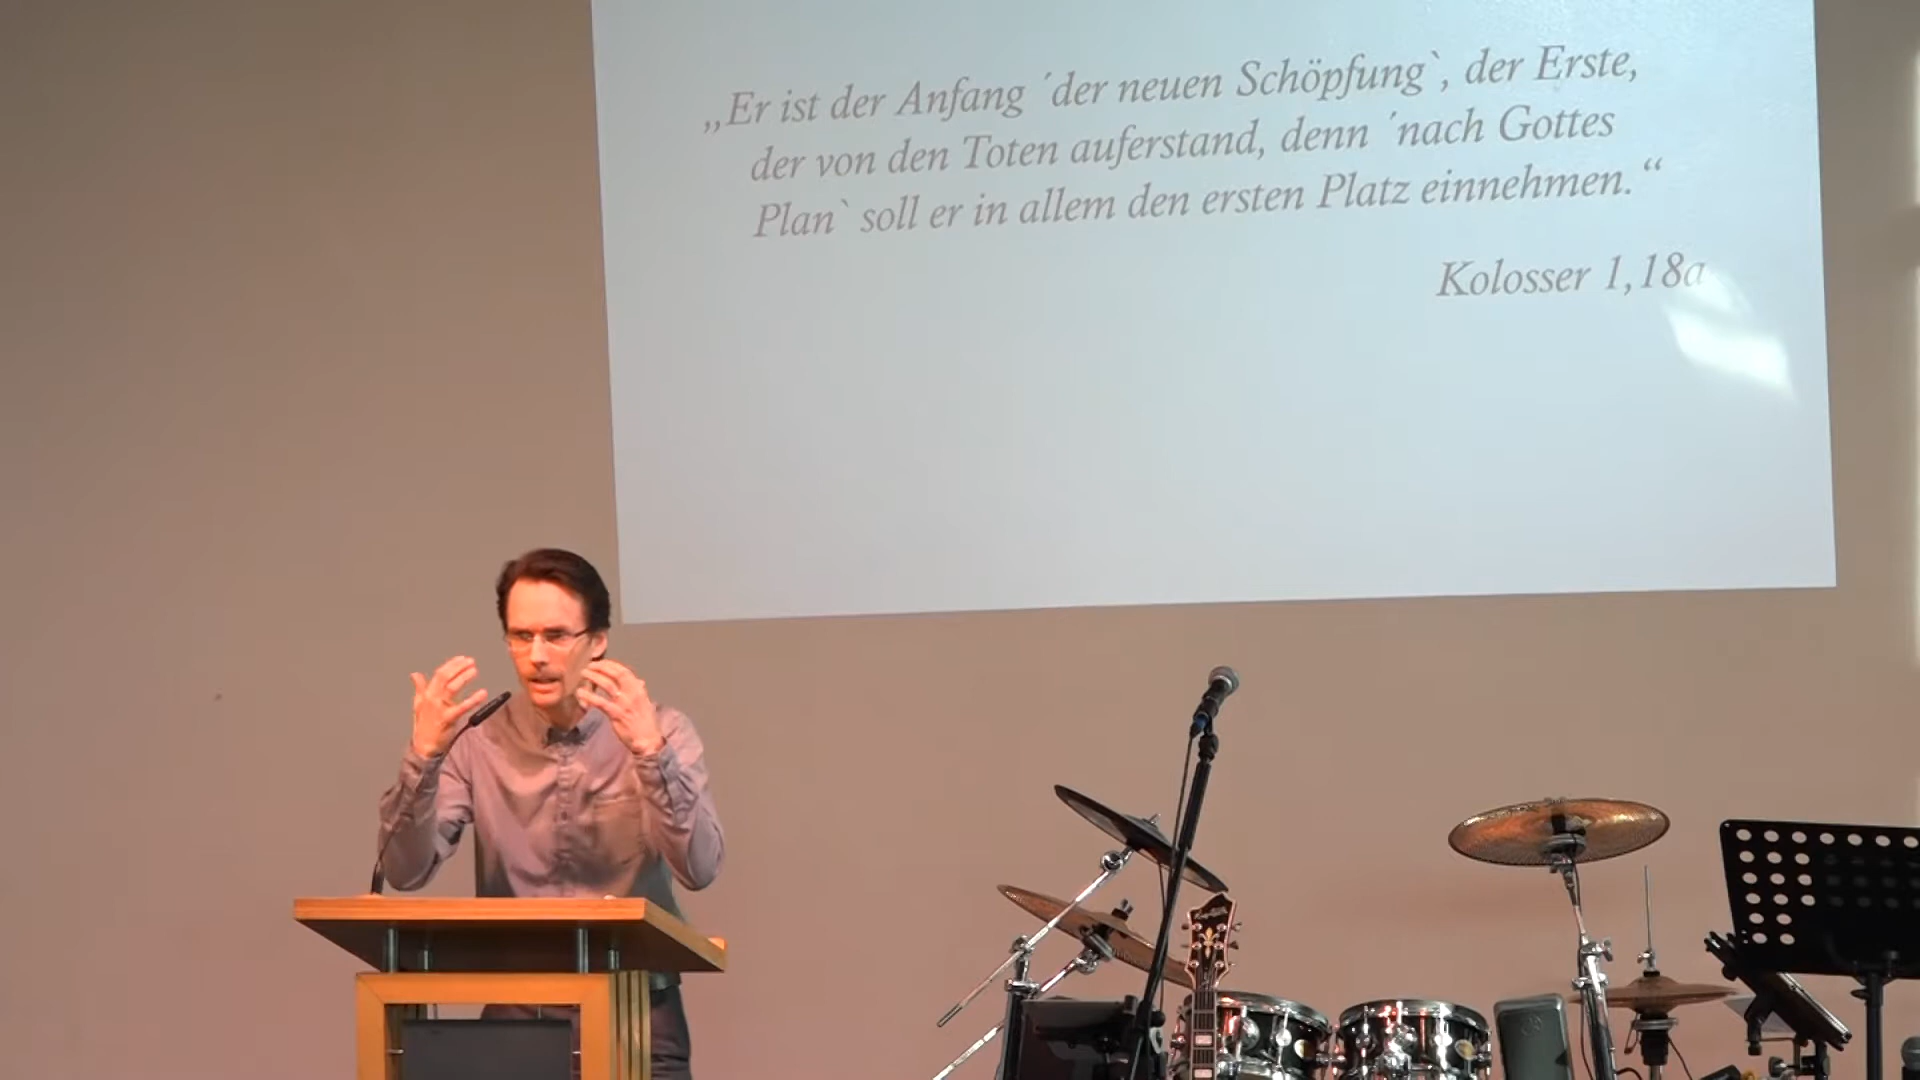 „Er ist der Anfang ´der neuen Schöpfung`, der Erste,
der von den Toten auferstand, denn ´nach Gottes
Plan` soll er in allem den ersten Platz einnehmen.“
Kolosser 1,18a